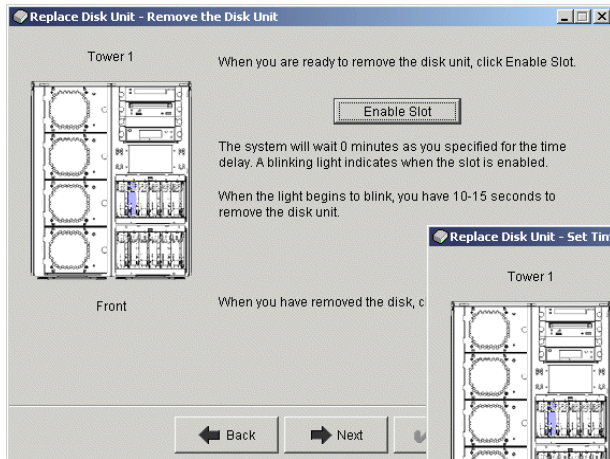 Replace Disk Unit - Remove the Disk Unit
Tower 1
When you are ready to remove the disk unit, click Enable Slot.
Enable Slot
The system will wait 0 minutes as you specified for the time
delay. A blinking light indicates when the slot is enabled.
When the light begins to blink, you have 10-15 seconds to
remove the disk unit.
Front
When you have removed the disk, c
Back
Next
Replace Disk Unit - Set Tim
Tower 1